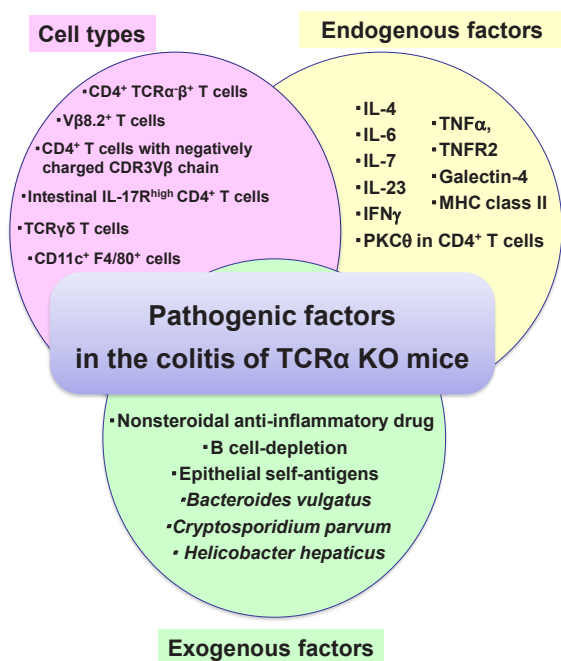 Cell types
Endogenous factors
▪CD4⁺ TCRα⁻β⁺ T cells
▪Vβ8.2⁺ T cells
▪CD4⁺ T cells with negatively
charged CDR3Vβ chain
▪Intestinal IL-17Rhigh CD4⁺ T cells
▪TCRγδ T cells
▪CD11c⁺ F4/80⁺ cells
▪IL-4
▪IL-6
▪IL-7
▪IL-23
▪IFNγ
▪PKCθ in CD4⁺ T cells
▪TNFα,
▪TNFR2
▪Galectin-4
▪MHC class II
Pathogenic factors
in the colitis of TCRα KO mice
▪Nonsteroidal anti-inflammatory drug
▪B cell-depletion
▪Epithelial self-antigens
▪Bacteroides vulgatus
▪Cryptosporidium parvum
▪Helicobacter hepaticus
Exogenous factors